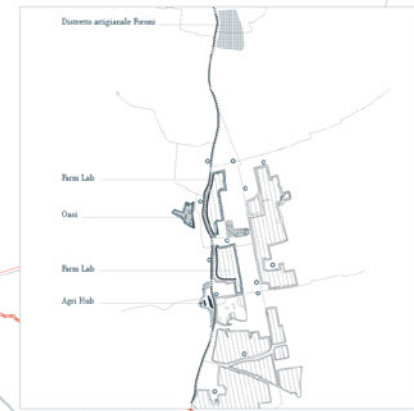 Distretto artigianale Foroni
Farm Lab
Oasi
Farm Lab
Agri Hub